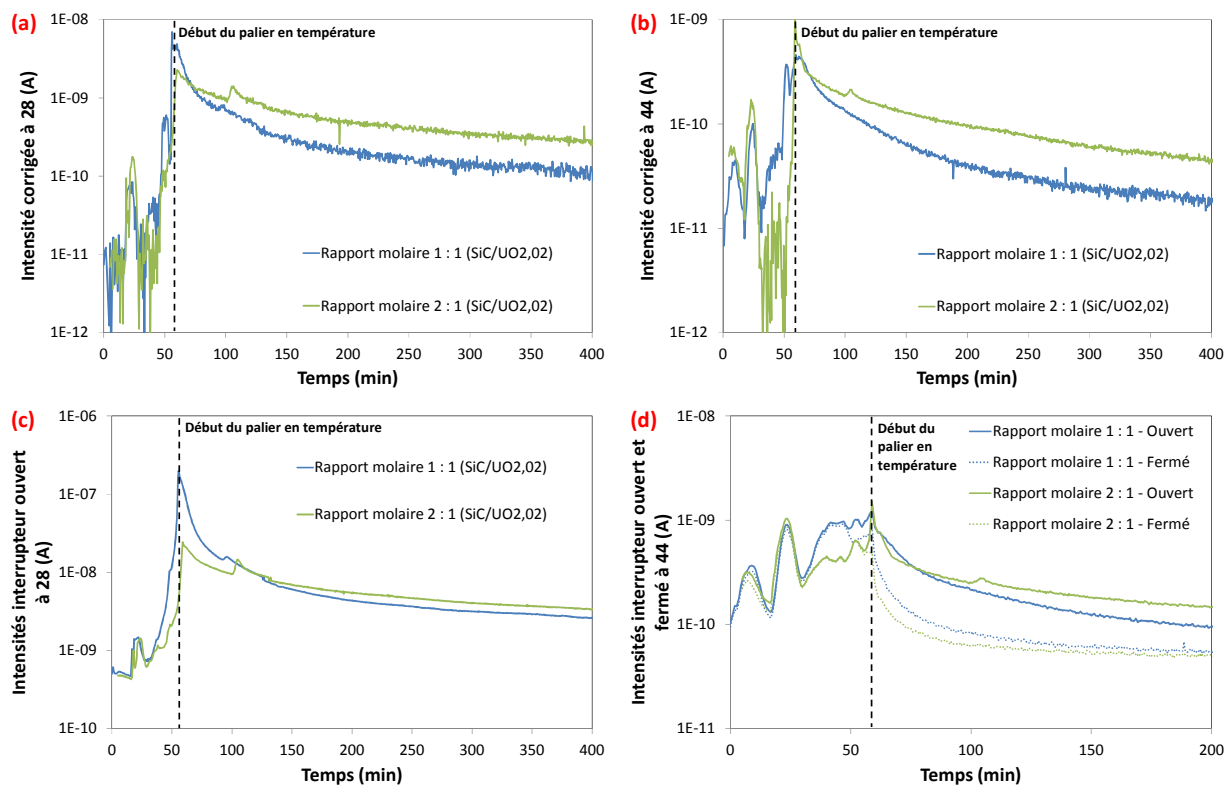 (a)
Intensité corrigée à 28 (A)
1E-08
1E-09
1E-10
1E-11
1E-12
Début du palier en température
Rapport molaire 1 : 1 (SiC/UO2,02)
Rapport molaire 2 : 1 (SiC/UO2,02)
0 50 100 150 200 250 300 350 400
Temps (min)
(b)
Intensité corrigée à 44 (A)
1E-09
1E-10
1E-11
1E-12
Début du palier en température
Rapport molaire 1 : 1 (SiC/UO2,02)
Rapport molaire 2 : 1 (SiC/UO2,02)
0 50 100 150 200 250 300 350 400
Temps (min)
(c)
Intensités interrupteur ouvert
à 28 (A)
1E-06
1E-07
1E-08
1E-09
1E-10
Début du palier en température
Rapport molaire 1 : 1 (SiC/UO2,02)
Rapport molaire 2 : 1 (SiC/UO2,02)
0 50 100 150 200 250 300 350 400
Temps (min)
(d)
Intensités interrupteur ouvert et
fermé à 44 (A)
1E-08
1E-09
1E-10
1E-11
Début du
palier en
température
Rapport molaire 1 : 1 - Ouvert
Rapport molaire 1 : 1 - Fermé
Rapport molaire 2 : 1 - Ouvert
Rapport molaire 2 : 1 - Fermé
0 50 100 150 200
Temps (min)